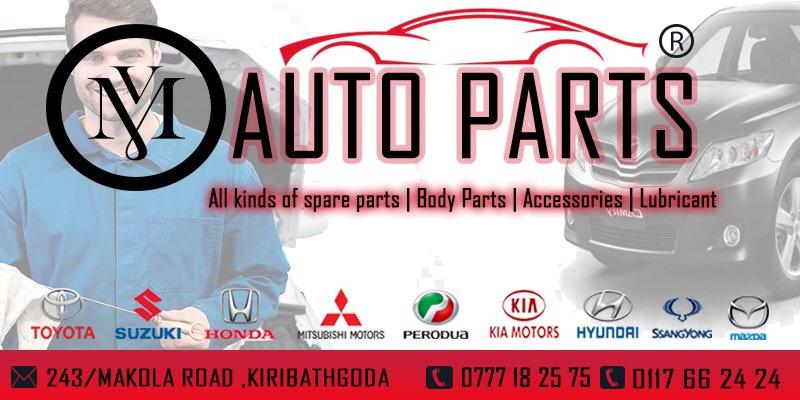 YM
AUTO PARTS ®
All kinds of spare parts | Body Parts | Accessories | Lubricant
TOYOTA SUZUKI HONDA MITSUBISHI MOTORS PERODUA KIA KIA MOTORS HYUNDAI SSANGYONG mazda
243/MAKOLA ROAD ,KIRIBATHGODA 0777 18 25 75 0117 66 24 24